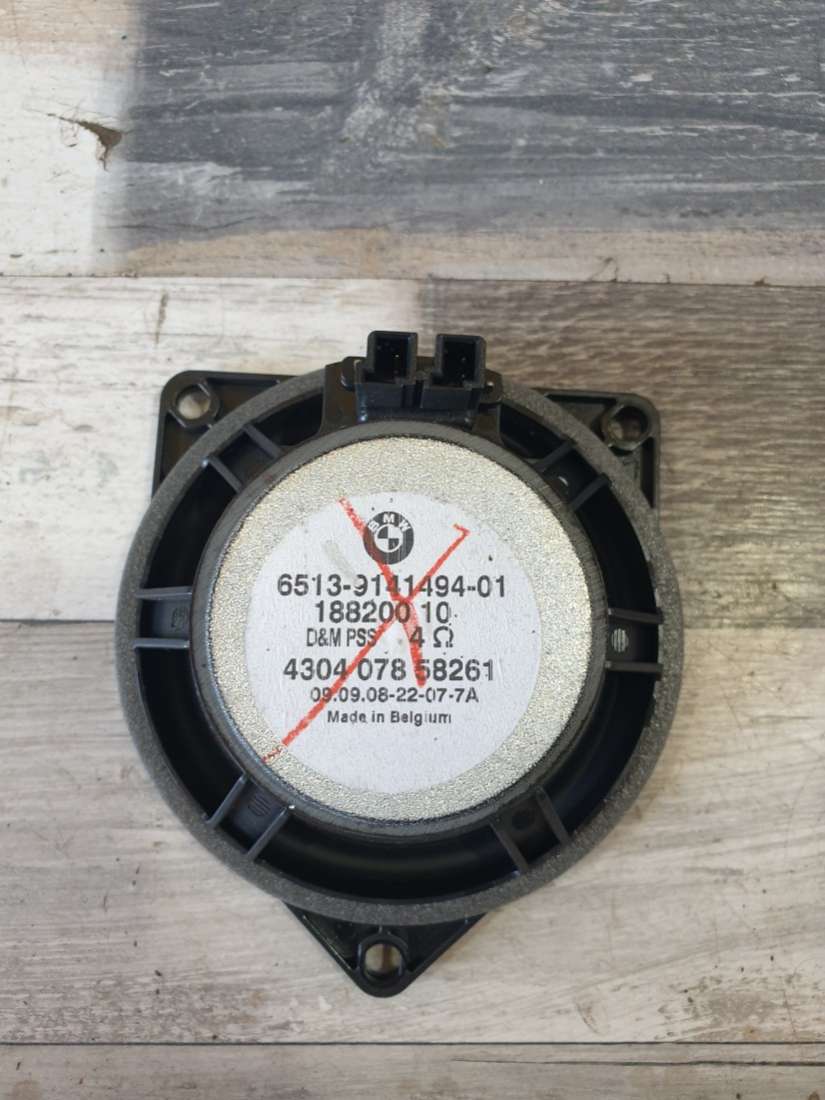 BMW
6513-9141494-01
188200 10
D&M PSS 4 Ω
4304 078 58261
09.09.08-22-07-7A
Made in Belgium